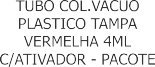 TUBO COL.VACUO
PLASTICO TAMPA
VERMELHA 4ML
C/ATIVADOR - PACOTE